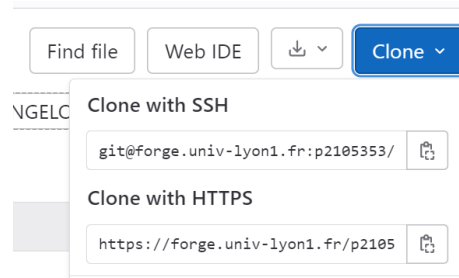 Find file Web IDE Clone
NGELO
Clone with SSH
git@forge.univ-lyon1.fr:p2105353/
Clone with HTTPS
https://forge.univ-lyon1.fr/p2105